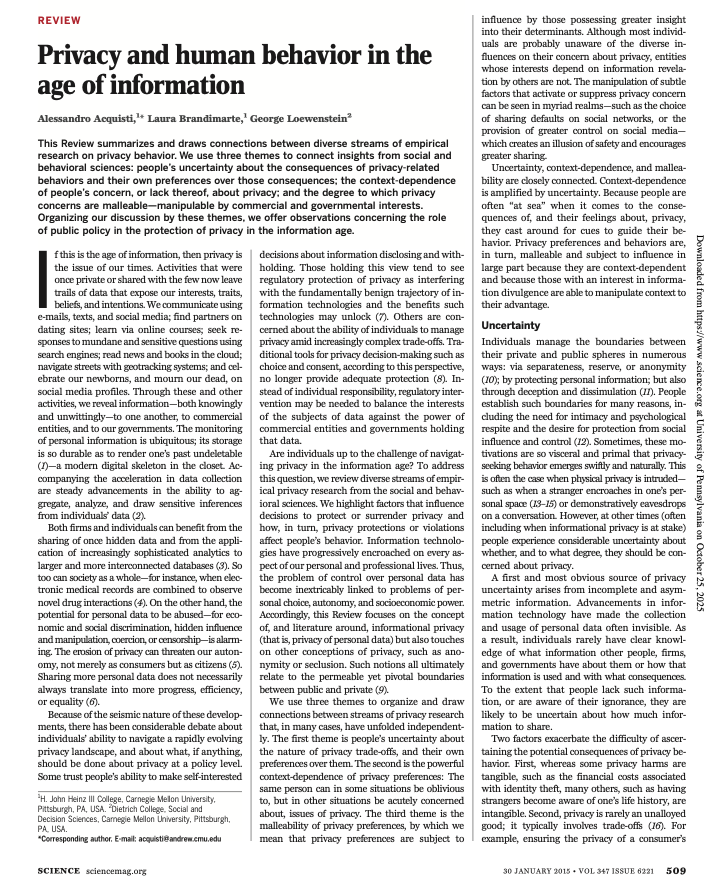 REVIEW
Privacy and human behavior in the
age of information
Alessandro Acquisti,1* Laura Brandimarte,1 George Loewenstein2
This Review summarizes and draws connections between diverse streams of empirical
research on privacy behavior. We use three themes to connect insights from social and
behavioral sciences: people's uncertainty about the consequences of privacy-related
behaviors and their own preferences over those consequences; the context-dependence
of people's concern, or lack thereof, about privacy; and the degree to which privacy
concerns are malleable—manipulable by commercial and governmental interests.
Organizing our discussion by these themes, we offer observations concerning the role
of public policy in the protection of privacy in the information age.
If this is the age of information, then privacy is
the issue of our times. Activities that were
once private or shared with the few now leave
trails of data that expose our interests, traits,
beliefs, and intentions. We communicate using
e-mails, texts, and social media; find partners on
dating sites; learn via online courses; seek re-
sponses to mundane and sensitive questions using
search engines; read news and books in the cloud;
navigate streets with geotracking systems; and cel-
ebrate our newborns, and mourn our dead, on
social media profiles. Through these and other
activities, we reveal information—both knowingly
and unwittingly—to one another, to commercial
entities, and to our governments. The monitoring
of personal information is ubiquitous; its storage
is so durable as to render one's past undeletable
(1)—a modern digital skeleton in the closet. Ac-
companying the acceleration in data collection
are steady advancements in the ability to ag-
gregate, analyze, and draw sensitive inferences
from individuals' data (2).
Both firms and individuals can benefit from the
sharing of once hidden data and from the appli-
cation of increasingly sophisticated analytics to
larger and more interconnected databases (3). So
too can society as a whole—for instance, when elec-
tronic medical records are combined to observe
novel drug interactions (4). On the other hand, the
potential for personal data to be abused—for eco-
nomic and social discrimination, hidden influence
and manipulation, coercion, or censorship—is alarm-
ing. The erosion of privacy can threaten our auton-
omy, not merely as consumers but as citizens (5).
Sharing more personal data does not necessarily
always translate into more progress, efficiency,
or equality (6).
Because of the seismic nature of these develop-
ments, there has been considerable debate about
individuals' ability to navigate a rapidly evolving
privacy landscape, and about what, if anything,
should be done about privacy at a policy level.
Some trust people's ability to make self-interested
1H. John Heinz III College, Carnegie Mellon University,
Pittsburgh, PA, USA. 2Dietrich College, Social and
Decision Sciences, Carnegie Mellon University, Pittsburgh,
PA, USA.
*Corresponding author. E-mail: acquisti@andrew.cmu.edu
decisions about information disclosing and with-
holding. Those holding this view tend to see
regulatory protection of privacy as interfering
with the fundamentally benign trajectory of in-
formation technologies and the benefits such
technologies may unlock (7). Others are con-
cerned about the ability of individuals to manage
privacy amid increasingly complex trade-offs. Tra-
ditional tools for privacy decision-making such as
choice and consent, according to this perspective,
no longer provide adequate protection (8). In-
stead of individual responsibility, regulatory inter-
vention may be needed to balance the interests
of the subjects of data against the power of
commercial entities and governments holding
that data.
Are individuals up to the challenge of navigat-
ing privacy in the information age? To address
this question, we review diverse streams of empir-
ical privacy research from the social and behav-
ioral sciences. We highlight factors that influence
decisions to protect or surrender privacy and
how, in turn, privacy protections or violations
affect people's behavior. Information technolo-
gies have progressively encroached on every as-
pect of our personal and professional lives. Thus,
the problem of control over personal data has
become inextricably linked to problems of per-
sonal choice, autonomy, and socioeconomic power.
Accordingly, this Review focuses on the concept
of, and literature around, informational privacy
(that is, privacy of personal data) but also touches
on other conceptions of privacy, such as ano-
nymity or seclusion. Such notions all ultimately
relate to the permeable yet pivotal boundaries
between public and private (9).
We use three themes to organize and draw
connections between streams of privacy research
that, in many cases, have unfolded independent-
ly. The first theme is people's uncertainty about
the nature of privacy trade-offs, and their own
preferences over them. The second is the powerful
context-dependence of privacy preferences: The
same person can in some situations be oblivious
to, but in other situations be acutely concerned
about, issues of privacy. The third theme is the
malleability of privacy preferences, by which we
mean that privacy preferences are subject to
influence by those possessing greater insight
into their determinants. Although most individ-
uals are probably unaware of the diverse in-
fluences on their concern about privacy, entities
whose interests depend on information revela-
tion by others are not. The manipulation of subtle
factors that activate or suppress privacy concern
can be seen in myriad realms—such as the choice
of sharing defaults on social networks, or the
provision of greater control on social media—
which creates an illusion of safety and encourages
greater sharing.
Uncertainty, context-dependence, and mallea-
bility are closely connected. Context-dependence
is amplified by uncertainty. Because people are
often "at sea" when it comes to the conse-
quences of, and their feelings about, privacy,
they cast around for cues to guide their be-
havior. Privacy preferences and behaviors are,
in turn, malleable and subject to influence in
large part because they are context-dependent
and because those with an interest in informa-
tion divulgence are able to manipulate context to
their advantage.
Uncertainty
Individuals manage the boundaries between
their private and public spheres in numerous
ways: via separateness, reserve, or anonymity
(10); by protecting personal information; but also
through deception and dissimulation (11). People
establish such boundaries for many reasons, in-
cluding the need for intimacy and psychological
respite and the desire for protection from social
influence and control (12). Sometimes, these mo-
tivations are so visceral and primal that privacy-
seeking behavior emerges swiftly and naturally. This
is often the case when physical privacy is intruded—
such as when a stranger encroaches in one's per-
sonal space (13–15) or demonstratively eavesdrops
on a conversation. However, at other times (often
including when informational privacy is at stake)
people experience considerable uncertainty about
whether, and to what degree, they should be con-
cerned about privacy.
A first and most obvious source of privacy
uncertainty arises from incomplete and asym-
metric information. Advancements in infor-
mation technology have made the collection
and usage of personal data often invisible. As
a result, individuals rarely have clear knowl-
edge of what information other people, firms,
and governments have about them or how that
information is used and with what consequences.
To the extent that people lack such informa-
tion, or are aware of their ignorance, they are
likely to be uncertain about how much infor-
mation to share.
Two factors exacerbate the difficulty of ascer-
taining the potential consequences of privacy be-
havior. First, whereas some privacy harms are
tangible, such as the financial costs associated
with identity theft, many others, such as having
strangers become aware of one's life history, are
intangible. Second, privacy is rarely an unalloyed
good; it typically involves trade-offs (16). For
example, ensuring the privacy of a consumer's
Downloaded from https://www.science.org at University of Pennsylvania on October 25, 2025
SCIENCE sciencemag.org
30 JANUARY 2015 • VOL 347 ISSUE 6221 509